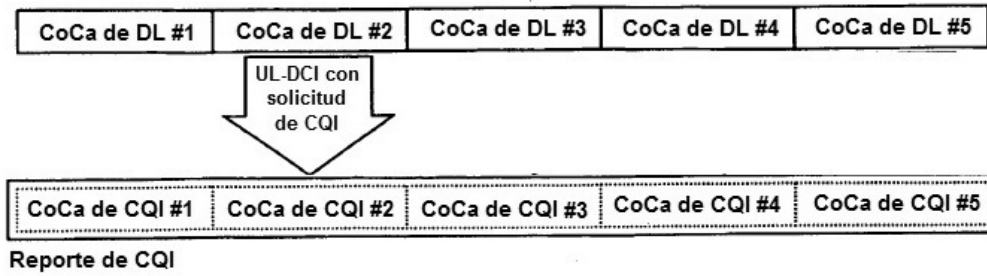 CoCa de DL #1 CoCa de DL #2 CoCa de DL #3 CoCa de DL #4 CoCa de DL #5
UL-DCI con
solicitud
de CQI
CoCa de CQI #1 CoCa de CQI #2 CoCa de CQI #3 CoCa de CQI #4 CoCa de CQI #5
Reporte de CQI